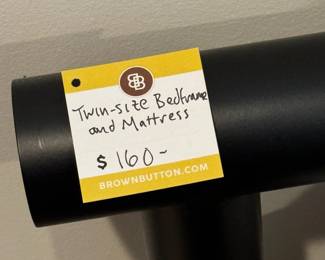 BB
Twin-size Bedframe
and Mattress
$ 160-
BROWNBUTTON.COM